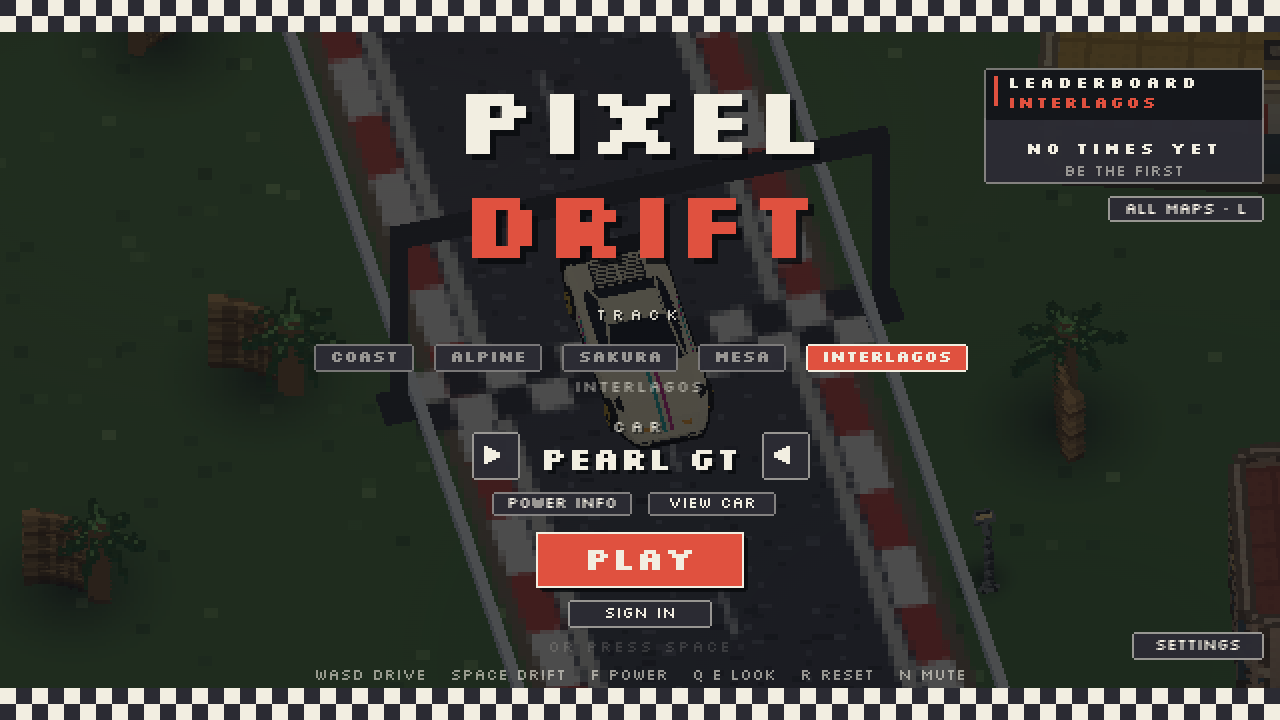 PIXEL
DRIFT
LEADERBOARD
INTERLAGOS
NO TIMES YET
BE THE FIRST
ALL MAPS - L
TRACK
COAST ALPINE SAKURA MESA INTERLAGOS
INTERLAGOS
CAR
PEARL GT
POWER INFO VIEW CAR
PLAY
SIGN IN
OR PRESS SPACE
SETTINGS
WASD DRIVE SPACE DRIFT F POWER Q E LOOK R RESET N MUTE